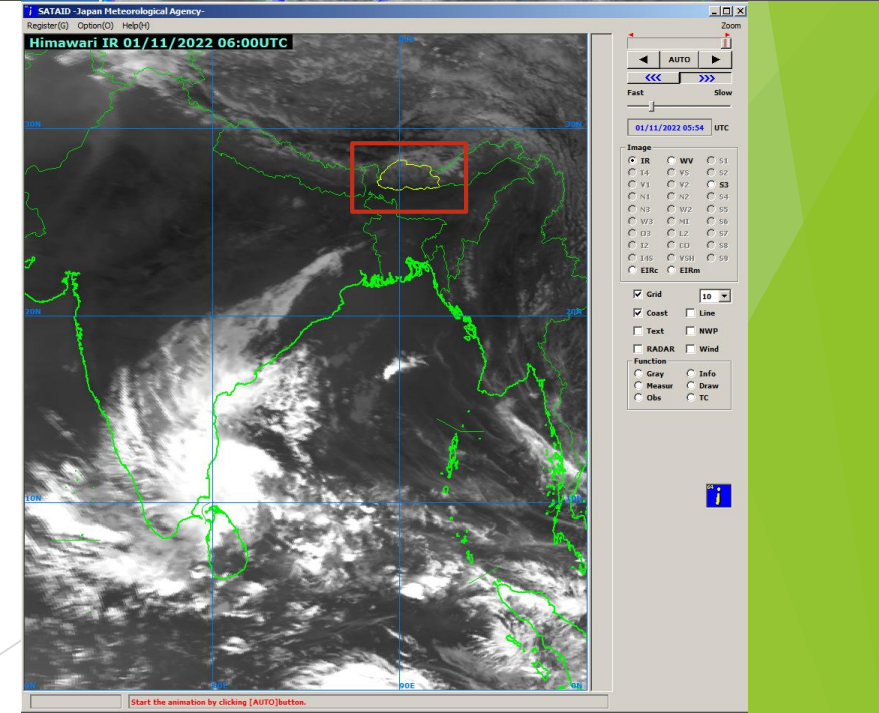 SATAID -Japan Meteorological Agency-
Register(G) Option(O) Help(H)
Zoom
Himawari IR 01/11/2022 06:00UTC
AUTO
<<< >>>
Fast Slow
01/11/2022 05:54 UTC
Image
IR WV S1
I4 VS S2
V1 V2 S3
N1 N2 S4
N3 W2 S5
W3 MI S6
O3 L2 S7
I2 CO S8
I4S VSH S9
EIRc EIRm
Grid 10
Coast Line
Text NWP
RADAR Wind
Function
Gray Info
Measur Draw
Obs TC
30N
20N 20N
10N
90E
Start the animation by clicking [AUTO]button.